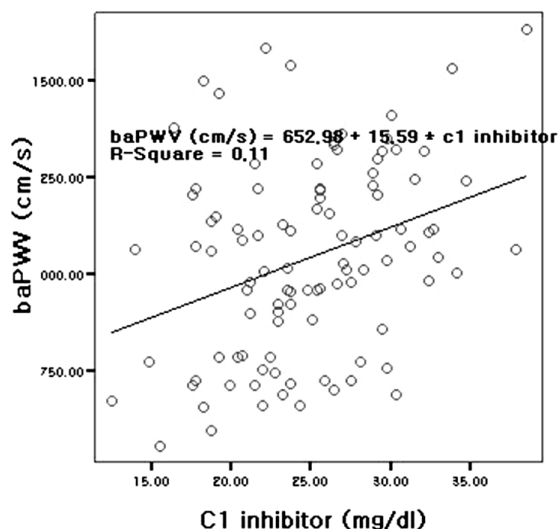 1500.00
baPWV (cm/s) = 652.98 + 15.59 * c1 inhibitor
R-Square = 0.11
250.00
baPWV (cm/s)
000.00
750.00
15.00 20.00 25.00 30.00 35.00
C1 inhibitor (mg/dl)